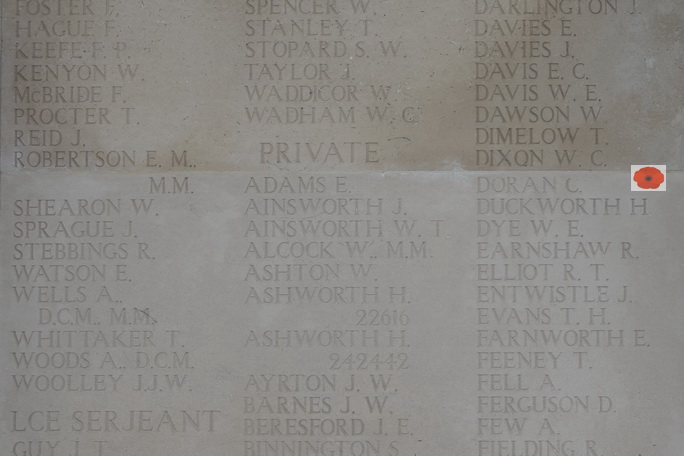 FOSTER F.
HAGUE F.
KEEFE F. P.
KENYON W.
McBRIDE F.
PROCTER T.
REID J.
ROBERTSON E. M.,
M.M.
SHEARON W.
SPRAGUE J.
STEBBINGS R.
WATSON E.
WELLS A.,
D.C.M., M.M.
WHITTAKER T.
WOODS A., D.C.M.
WOOLLEY J.J.W.
LCE SERJEANT
GUY J. T.
SPENCER W.
STANLEY T.
STOPARD S. W.
TAYLOR J.
WADDICOR W.
WADHAM W. G.
PRIVATE
ADAMS E.
AINSWORTH J.
AINSWORTH W. T
ALCOCK W., M.M.
ASHTON W.
ASHWORTH H.
22616
ASHWORTH H.
242442
AYRTON J. W.
BARNES J. W.
BERESFORD J. E.
BINNINGTON S.
DARLINGTON J.
DAVIES E.
DAVIES J.
DAVIS E. C.
DAVIS W. E.
DAWSON W.
DIMELOW T.
DIXON W. C.
DORAN C.
DUCKWORTH H
DYE W. E.
EARNSHAW R.
ELLIOT R. T.
ENTWISTLE J.
EVANS T. H.
FARNWORTH E.
FEENEY T.
FELL A.
FERGUSON D.
FEW A.
FIELDING R.